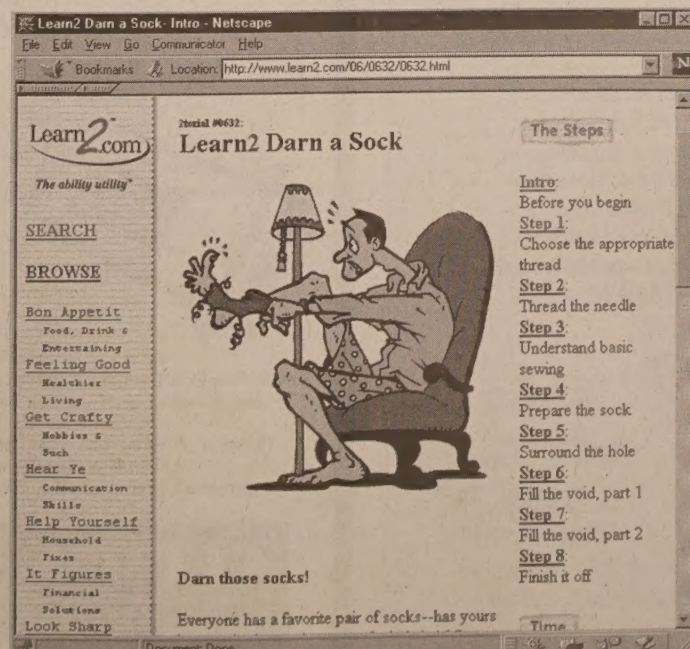 Learn2 Darn a Sock- Intro - Netscape
File Edit View Go Communicator Help
Bookmarks Location: http://www.learn2.com/06/0632/0632.html
N
Learn2.com™
The ability utility™
SEARCH
BROWSE
Bon Appetit
Food, Drink &
Entertaining
Feeling Good
Healthier
Living
Get Crafty
Hobbies &
Such
Hear Ye
Communication
Skills
Help Yourself
Household
Fixes
It Figures
Financial
Solutions
Look Sharp
2torial #0632:
Learn2 Darn a Sock
Darn those socks!
Everyone has a favorite pair of socks--has yours
The Steps
Intro:
Before you begin
Step 1:
Choose the appropriate
thread
Step 2:
Thread the needle
Step 3:
Understand basic
sewing
Step 4:
Prepare the sock
Step 5:
Surround the hole
Step 6:
Fill the void, part 1
Step 7:
Fill the void, part 2
Step 8:
Finish it off
Time
Document: Done